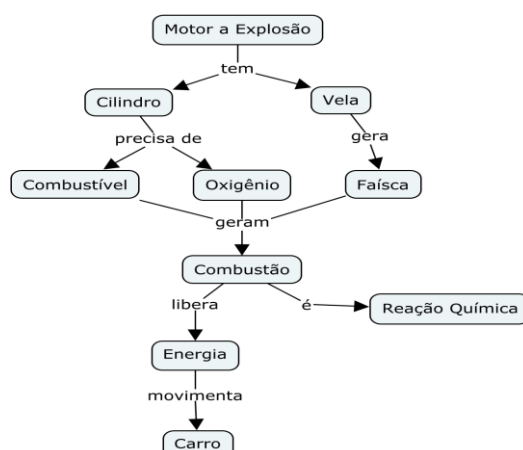 Motor a Explosão
tem
Cilindro
Vela
precisa de
gera
Combustível
Oxigênio
Faísca
geram
Combustão
libera
é
Reação Química
Energia
movimenta
Carro